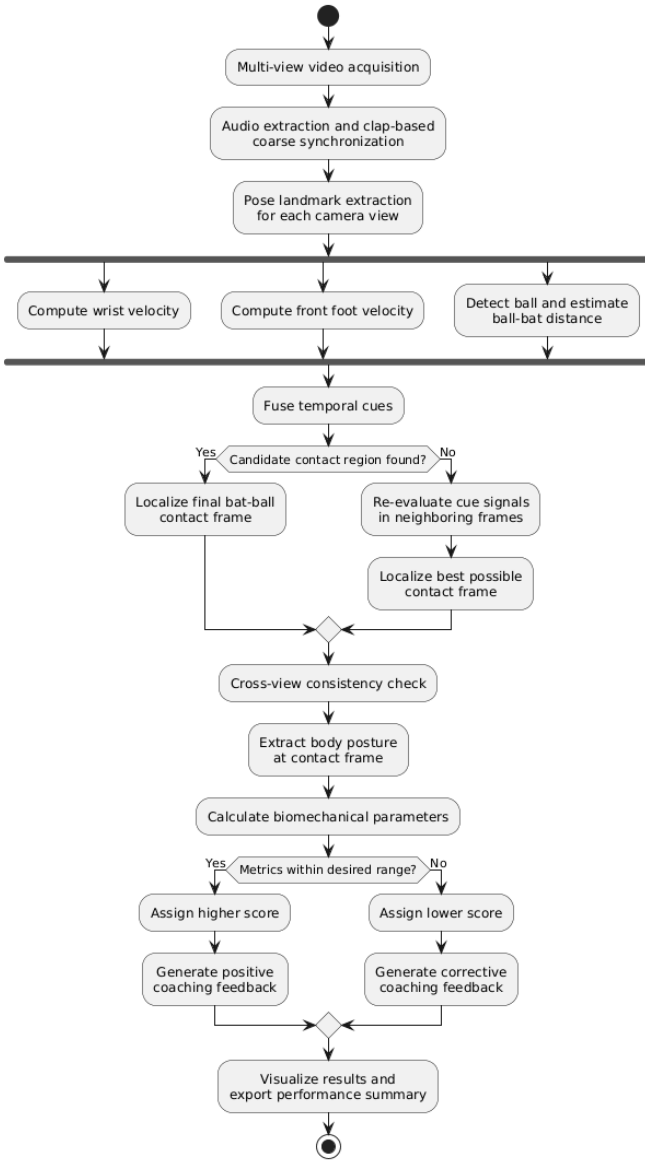 Multi-view video acquisition
Audio extraction and clap-based
coarse synchronization
Pose landmark extraction
for each camera view
Compute wrist velocity
Compute front foot velocity
Detect ball and estimate
ball-bat distance
Fuse temporal cues
Candidate contact region found?
Yes
No
Localize final bat-ball
contact frame
Re-evaluate cue signals
in neighboring frames
Localize best possible
contact frame
Cross-view consistency check
Extract body posture
at contact frame
Calculate biomechanical parameters
Metrics within desired range?
Yes
No
Assign higher score
Assign lower score
Generate positive
coaching feedback
Generate corrective
coaching feedback
Visualize results and
export performance summary